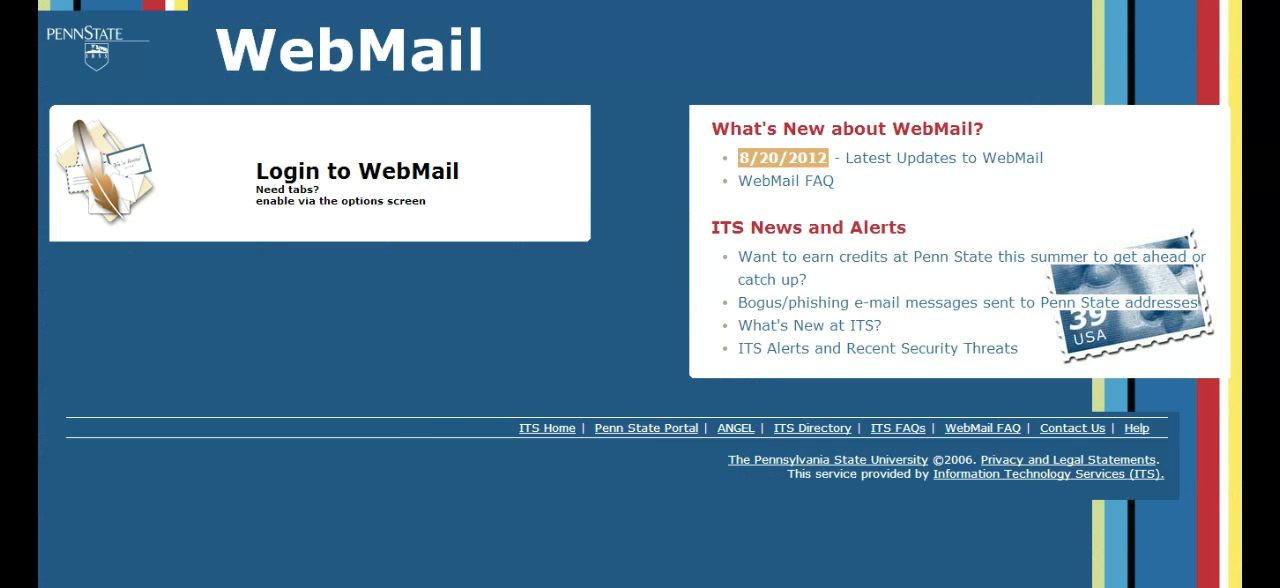 PENNSTATE
1855
WebMail
Login to WebMail
Need tabs?
enable via the options screen
What's New about WebMail?
• 8/20/2012 - Latest Updates to WebMail
• WebMail FAQ
ITS News and Alerts
• Want to earn credits at Penn State this summer to get ahead or
catch up?
• Bogus/phishing e-mail messages sent to Penn State addresses
• What's New at ITS?
• ITS Alerts and Recent Security Threats
39
USA
ITS Home | Penn State Portal | ANGEL | ITS Directory | ITS FAQs | WebMail FAQ | Contact Us | Help
The Pennsylvania State University ©2006. Privacy and Legal Statements.
This service provided by Information Technology Services (ITS).